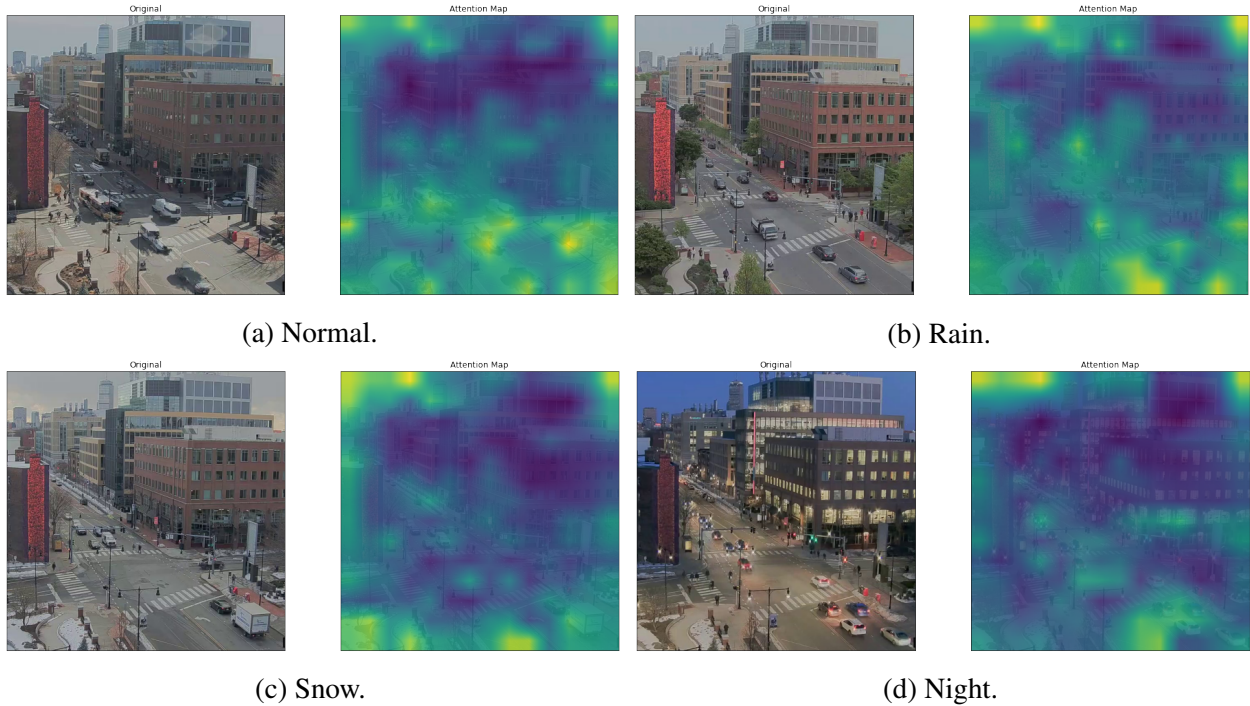 Original
Attention Map
Original
Attention Map
(a) Normal.
(b) Rain.
Original
Attention Map
Original
Attention Map
(c) Snow.
(d) Night.